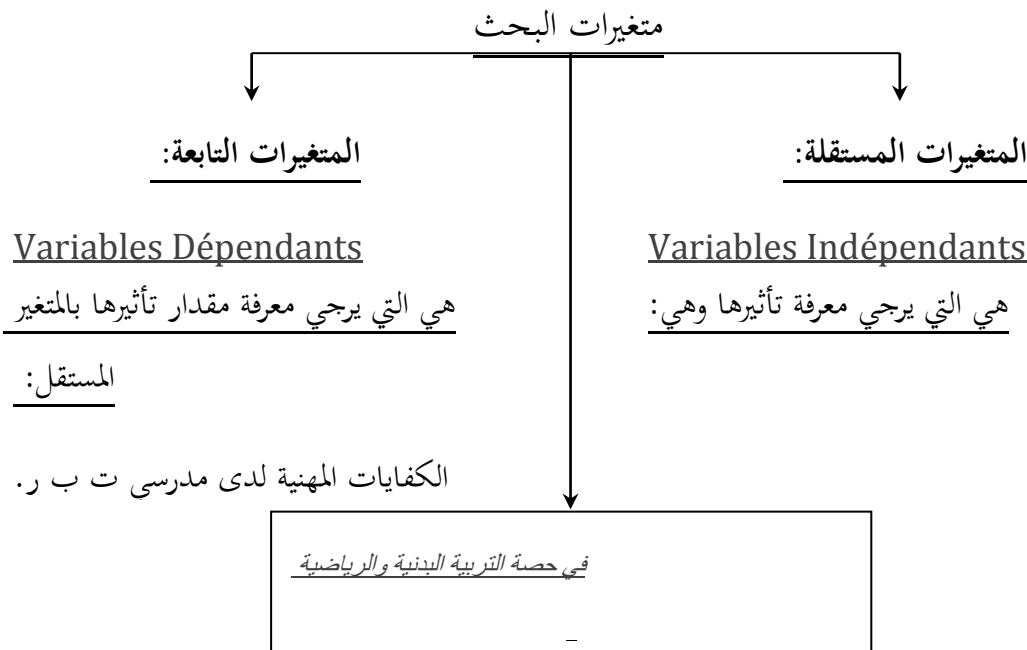 متغيرات البحث
المتغيرات المستقلة:
المتغيرات التابعة:
Variables Indépendants
Variables Dépendants
هي التي يرجي معرفة تأثيرها وهي:
هي التي يرجي معرفة مقدار تأثيرها بالمتغير
المستقل:
الكفايات المهنية لدى مدرسي ت ب ر.
في حصة التربية البدنية والرياضية
–